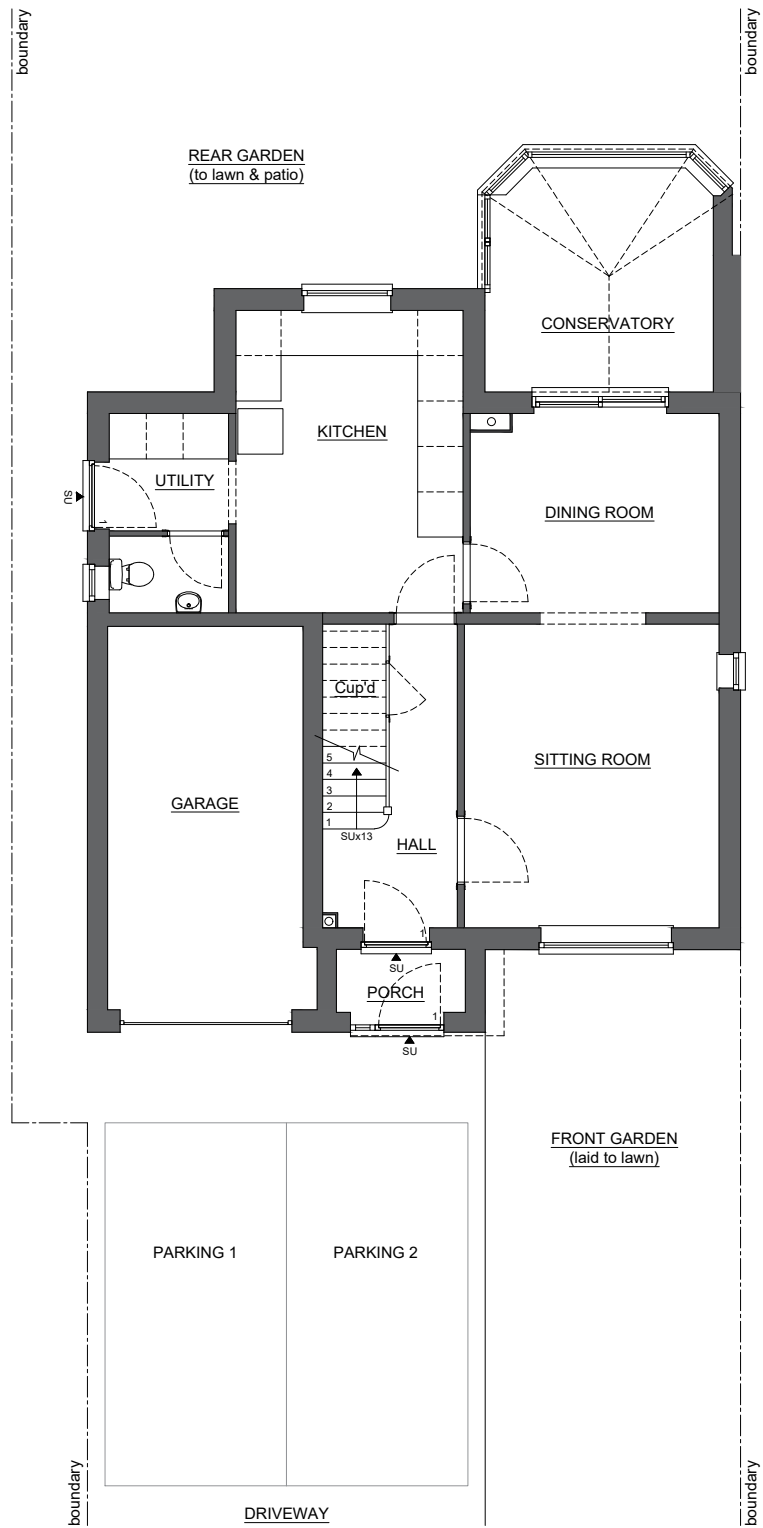 boundary
boundary
REAR GARDEN
(to lawn & patio)
CONSERVATORY
KITCHEN
UTILITY
SU
1
DINING ROOM
Cup'd
5
4
3
2
1
SUx13
SITTING ROOM
GARAGE
HALL
1
SU
PORCH
1
SU
FRONT GARDEN
(laid to lawn)
PARKING 1
PARKING 2
boundary
boundary
DRIVEWAY